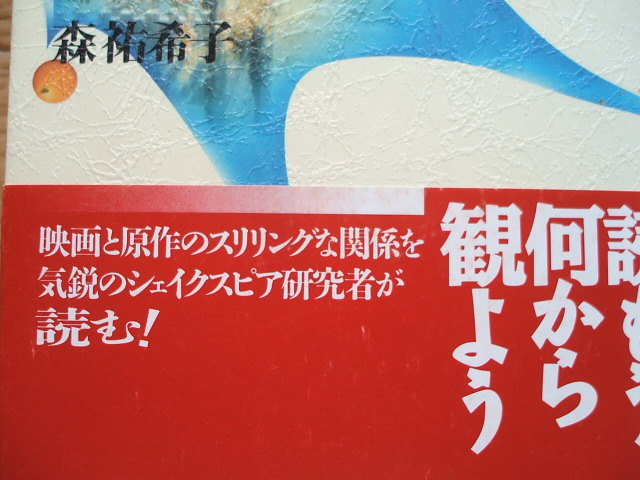 森祐希子
映画と原作のスリリングな関係を
気鋭のシェイクスピア研究者が
読む!
何から
観よう